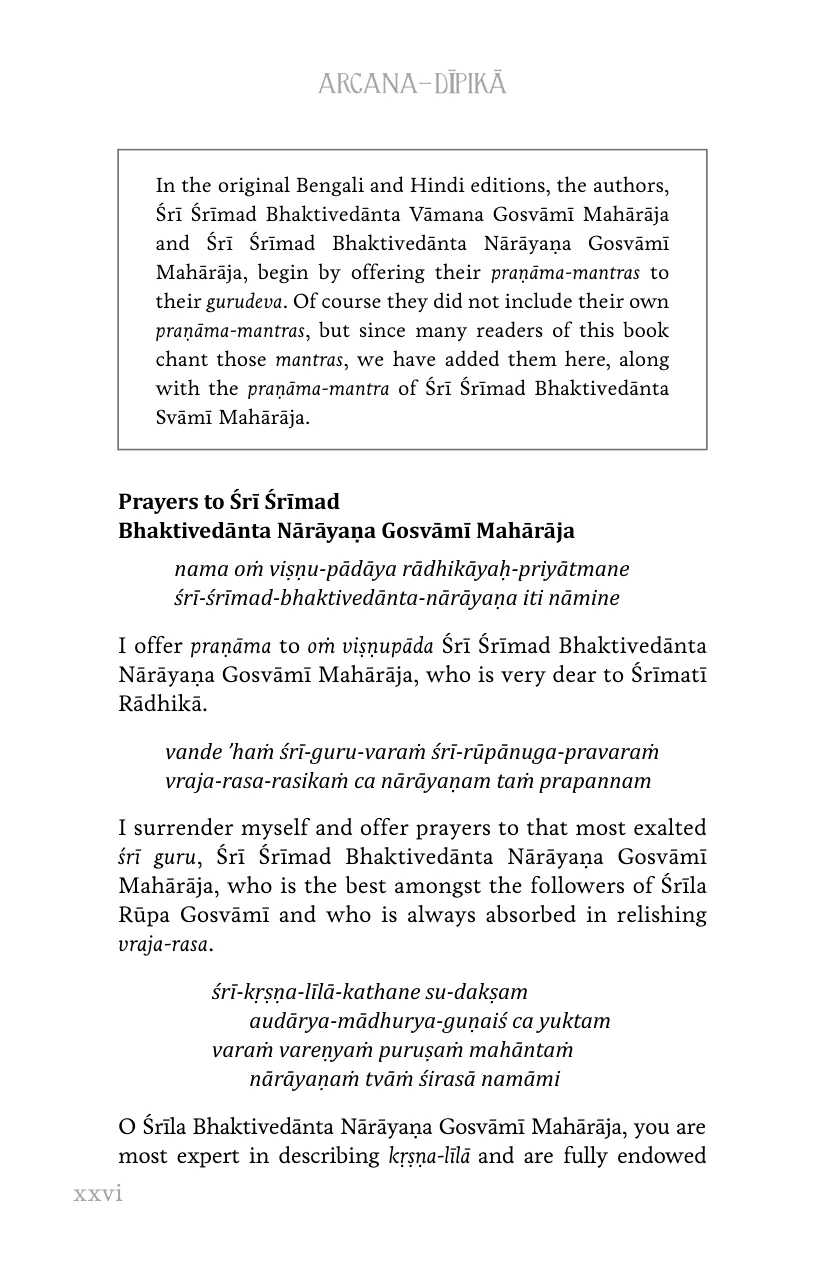 ARCANA–DĪPIKĀ
In the original Bengali and Hindi editions, the authors,
Śrī Śrīmad Bhaktivedānta Vāmana Gosvāmī Mahārāja
and Śrī Śrīmad Bhaktivedānta Nārāyaṇa Gosvāmī
Mahārāja, begin by offering their praṇāma-mantras to
their gurudeva. Of course they did not include their own
praṇāma-mantras, but since many readers of this book
chant those mantras, we have added them here, along
with the praṇāma-mantra of Śrī Śrīmad Bhaktivedānta
Svāmī Mahārāja.
Prayers to Śrī Śrīmad
Bhaktivedānta Nārāyaṇa Gosvāmī Mahārāja
nama oṁ viṣṇu-pādāya rādhikāyaḥ-priyātmane
śrī-śrīmad-bhaktivedānta-nārāyaṇa iti nāmine
I offer praṇāma to oṁ viṣṇupāda Śrī Śrīmad Bhaktivedānta
Nārāyaṇa Gosvāmī Mahārāja, who is very dear to Śrīmatī
Rādhikā.
vande ’haṁ śrī-guru-varaṁ śrī-rūpānuga-pravaraṁ
vraja-rasa-rasikaṁ ca nārāyaṇam taṁ prapannam
I surrender myself and offer prayers to that most exalted
śrī guru, Śrī Śrīmad Bhaktivedānta Nārāyaṇa Gosvāmī
Mahārāja, who is the best amongst the followers of Śrīla
Rūpa Gosvāmī and who is always absorbed in relishing
vraja-rasa.
śrī-kṛṣṇa-līlā-kathane su-dakṣam
audārya-mādhurya-guṇaiś ca yuktam
varaṁ vareṇyaṁ puruṣaṁ mahāntaṁ
nārāyaṇaṁ tvāṁ śirasā namāmi
O Śrīla Bhaktivedānta Nārāyaṇa Gosvāmī Mahārāja, you are
most expert in describing kṛṣṇa-līlā and are fully endowed
xxvi